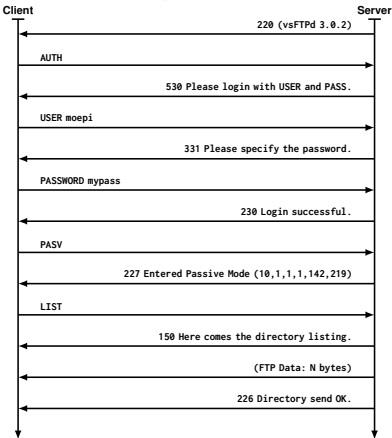 Client Server
220 (vsFTPd 3.0.2)
AUTH
530 Please login with USER and PASS.
USER moepi
331 Please specify the password.
PASSWORD mypass
230 Login successful.
PASV
227 Entered Passive Mode (10,1,1,1,142,219)
LIST
150 Here comes the directory listing.
(FTP Data: N bytes)
226 Directory send OK.